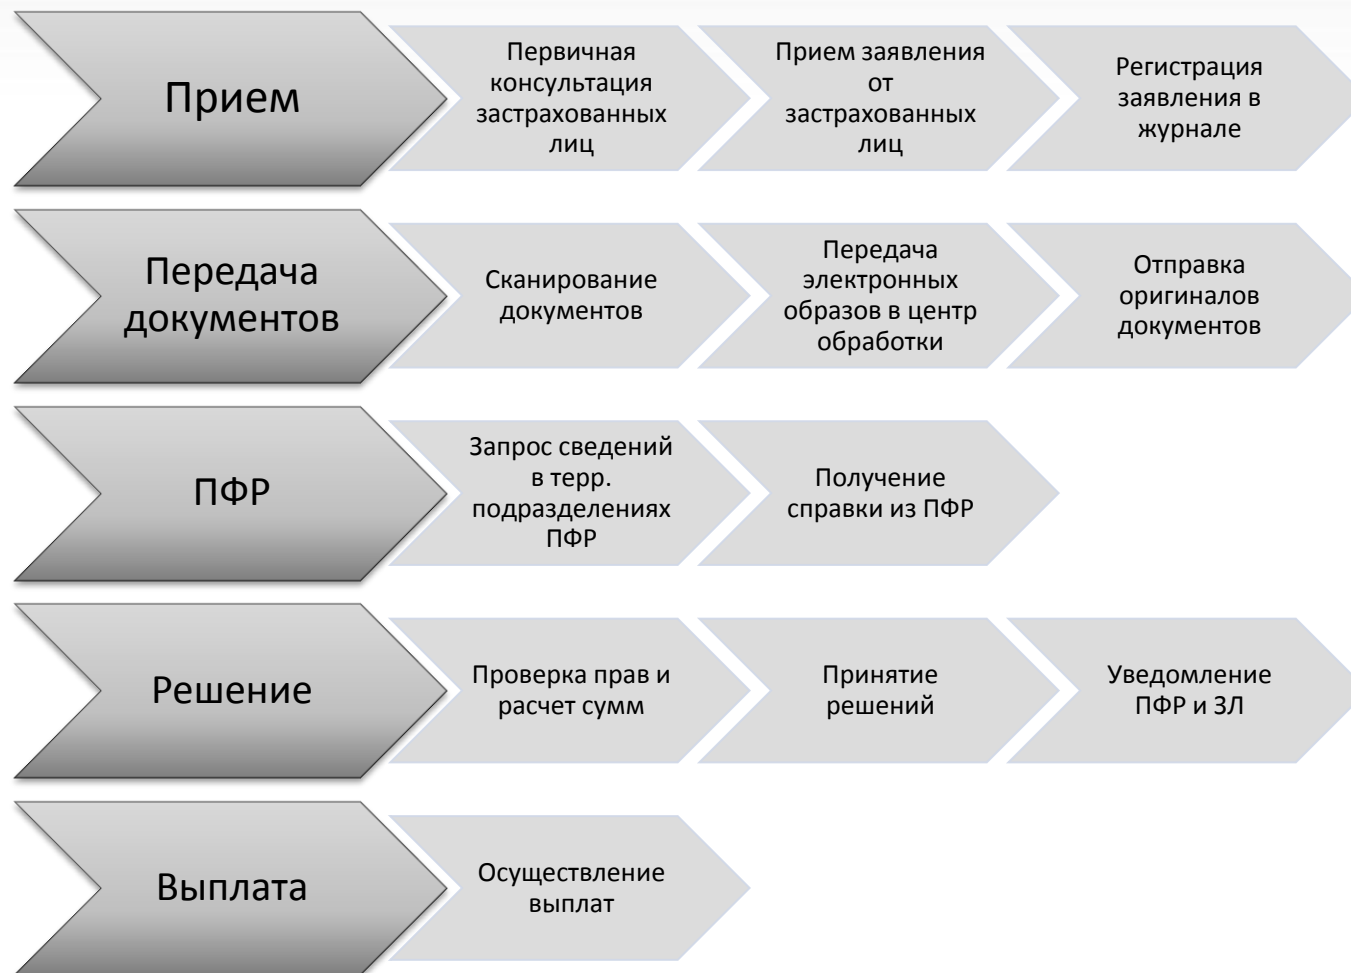 Прием
Первичная
консультация
застрахованных
лиц
Прием заявления
от
застрахованных
лиц
Регистрация
заявления в
журнале
Передача
документов
Сканирование
документов
Передача
электронных
образов в центр
обработки
Отправка
оригиналов
документов
ПФР
Запрос сведений
в терр.
подразделениях
ПФР
Получение
справки из ПФР
Решение
Проверка прав и
расчет сумм
Принятие
решений
Уведомление
ПФР и ЗЛ
Выплата
Осуществление
выплат